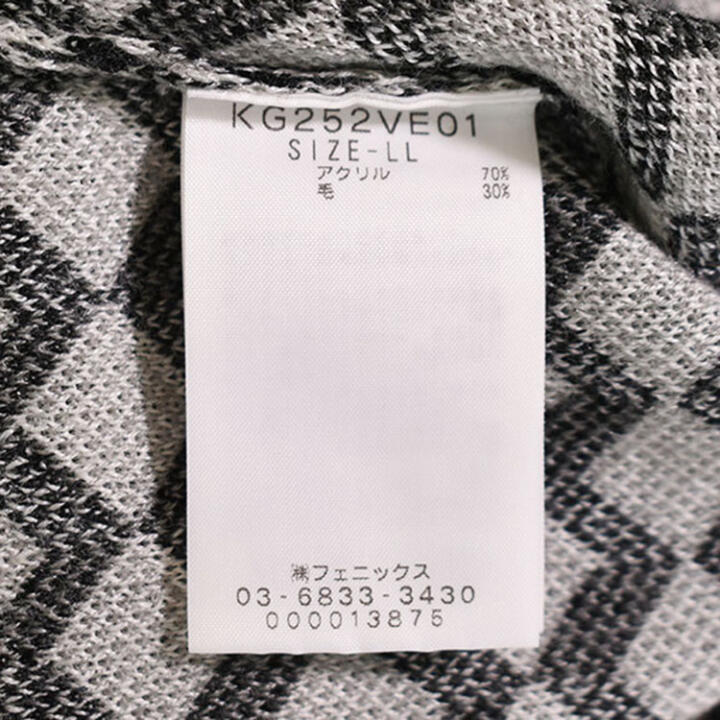 KG252VE01
SIZE-LL
アクリル 70%
毛 30%
㈱フェニックス
03-6833-3430
000013875